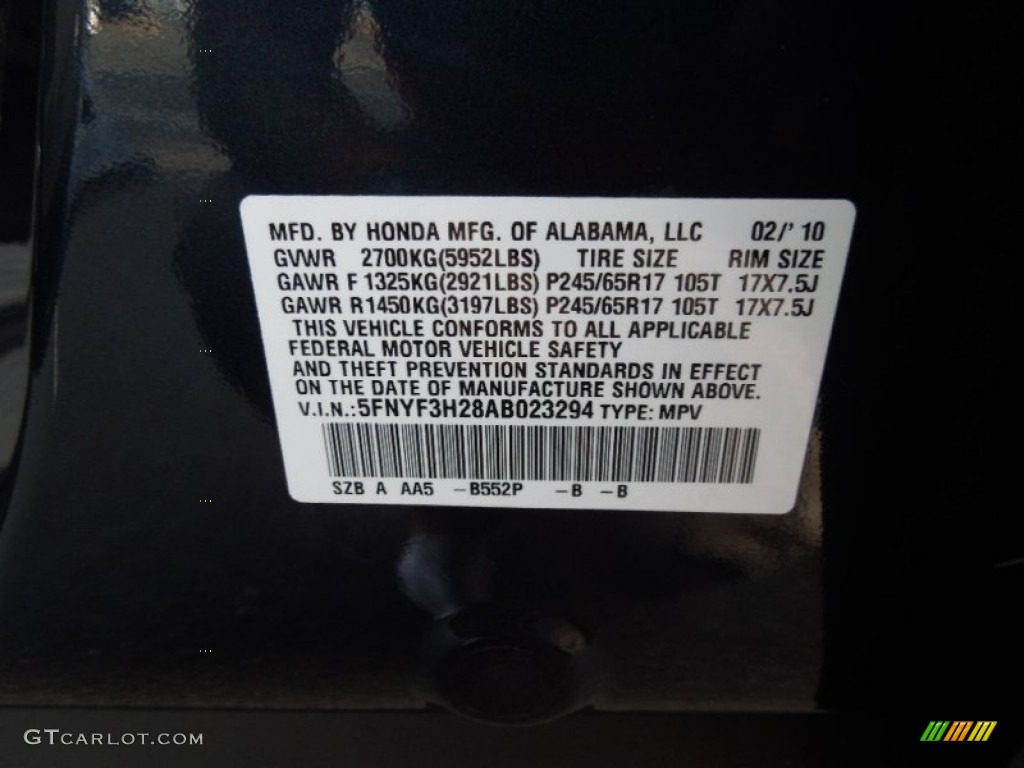 MFD. BY HONDA MFG. OF ALABAMA, LLC 02/' 10
GVWR 2700KG(5952LBS) TIRE SIZE RIM SIZE
GAWR F 1325KG(2921LBS) P245/65R17 105T 17X7.5J
GAWR R1450KG(3197LBS) P245/65R17 105T 17X7.5J
THIS VEHICLE CONFORMS TO ALL APPLICABLE
FEDERAL MOTOR VEHICLE SAFETY
AND THEFT PREVENTION STANDARDS IN EFFECT
ON THE DATE OF MANUFACTURE SHOWN ABOVE.
V.I.N.:5FNYF3H28AB023294 TYPE: MPV
SZB A AA5 -B552P -B -B
GTCARLOT.COM